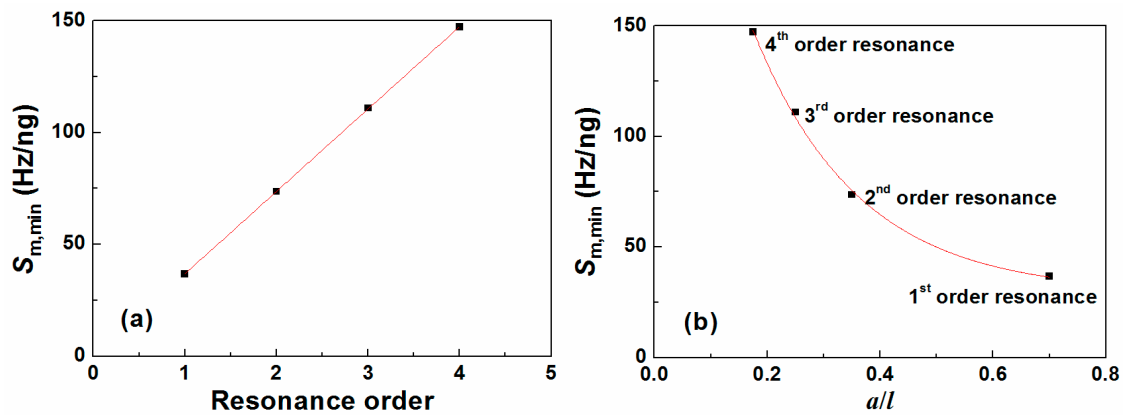 150
100
50
0
S_m,min (Hz/ng)
(a)
0 1 2 3 4 5
Resonance order
150
100
50
0
S_m,min (Hz/ng)
4th order resonance
3rd order resonance
2nd order resonance
1st order resonance
(b)
0.0 0.2 0.4 0.6 0.8
a/l